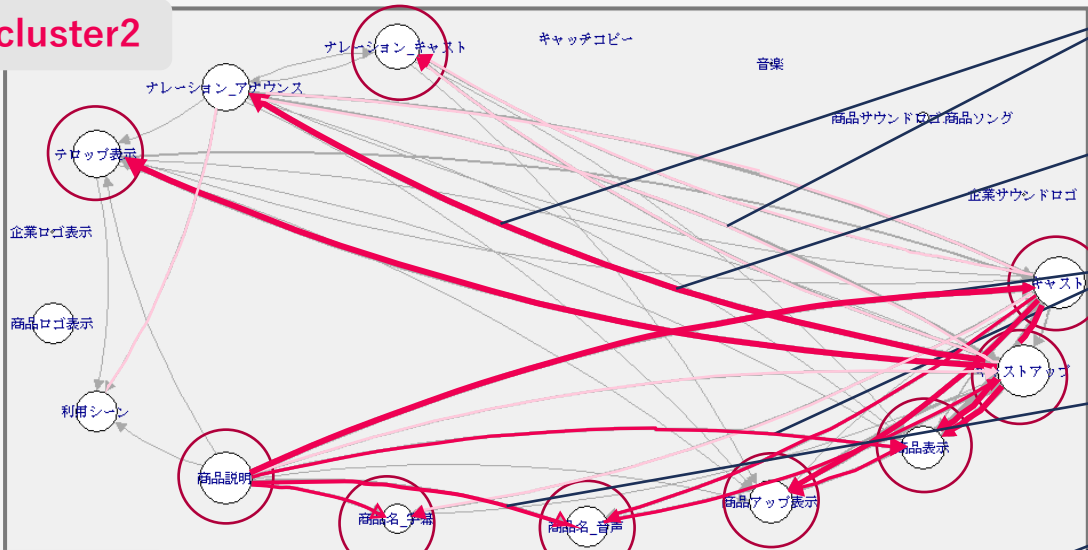 cluster2
キャッチコピー
ナレーション_キャスト
音楽
ナレーション_アナウンス
商品サウンドロゴ.商品ソング
テロップ表示
企業サウンドロゴ
企業ロゴ表示
キャスト
商品ロゴ表示
キャストアップ
利用シーン
商品表示
商品説明
商品アップ表示
商品名_字幕
商品名_音声